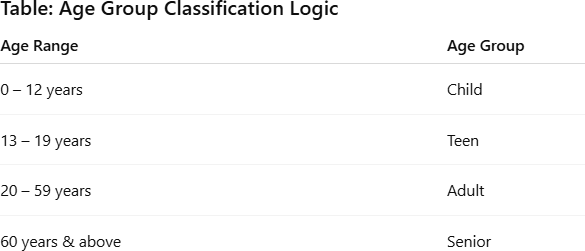 Table: Age Group Classification Logic
Age Range Age Group
0 – 12 years Child
13 – 19 years Teen
20 – 59 years Adult
60 years & above Senior